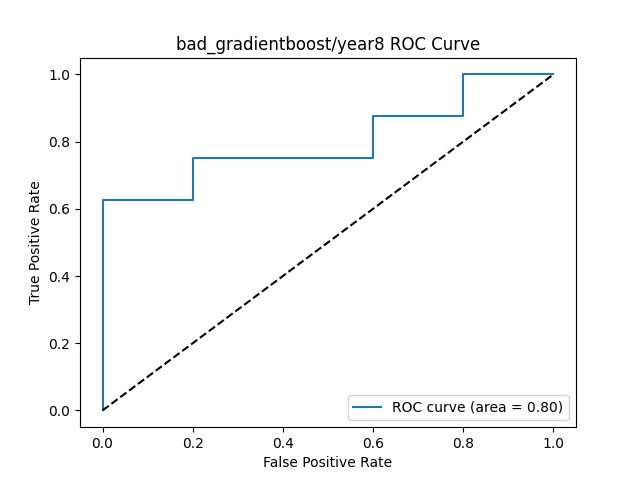 bad_gradientboost/year8 ROC Curve
1.0
0.8
0.6
0.4
0.2
0.0
True Positive Rate
0.0 0.2 0.4 0.6 0.8 1.0
False Positive Rate
ROC curve (area = 0.80)